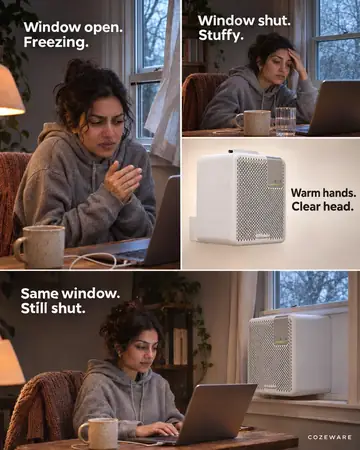 Window open.
Freezing.
Window shut.
Stuffy.
Warm hands.
Clear head.
Same window.
Still shut.
COZEWARE